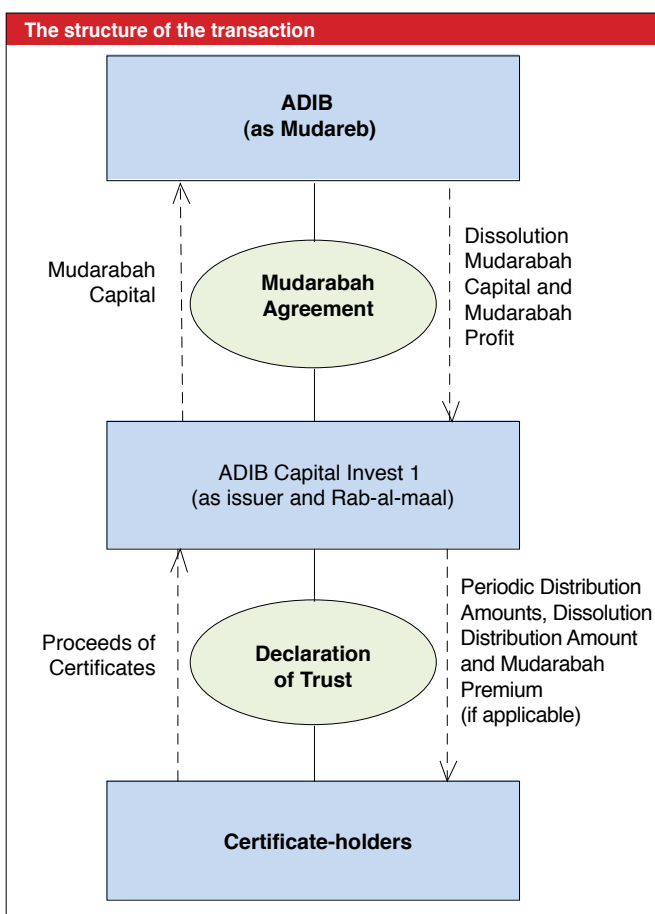 The structure of the transaction
ADIB
(as Mudareb)
Mudarabah
Capital
Mudarabah
Agreement
Dissolution
Mudarabah
Capital and
Mudarabah
Profit
ADIB Capital Invest 1
(as issuer and Rab-al-maal)
Proceeds of
Certificates
Declaration
of Trust
Periodic Distribution
Amounts, Dissolution
Distribution Amount
and Mudarabah
Premium
(if applicable)
Certificate-holders